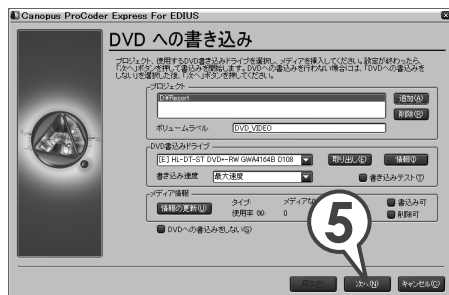 Canopus ProCoder Express For EDIUS
DVD への書き込み
プロジェクト、使用するDVD書き込みドライブを選択し、メディアを挿入してください。設定が終わったら、
「次へ」ボタンを押して書込みを開始します。DVDへの書き込みを行わない場合には、「DVDへの書き込みを
しない」を選択した後、「次へ」ボタンを押してください。
プロジェクト
D:¥Resort
追加(A)
削除(R)
ボリュームラベル DVD_VIDEO
DVD書込みドライブ
[E:] HL-DT-ST DVD+-RW GWA4164B D108 取り出し(E) 情報(I)
書き込み速度 最大速度 書き込みテスト(T)
メディア情報
情報の更新(U) タイプ: メディアな 書込み可
使用率 (%): 0 削除可
DVDへの書込みをしない(S)
5
戻る(B) 次へ(N) キャンセル(C)